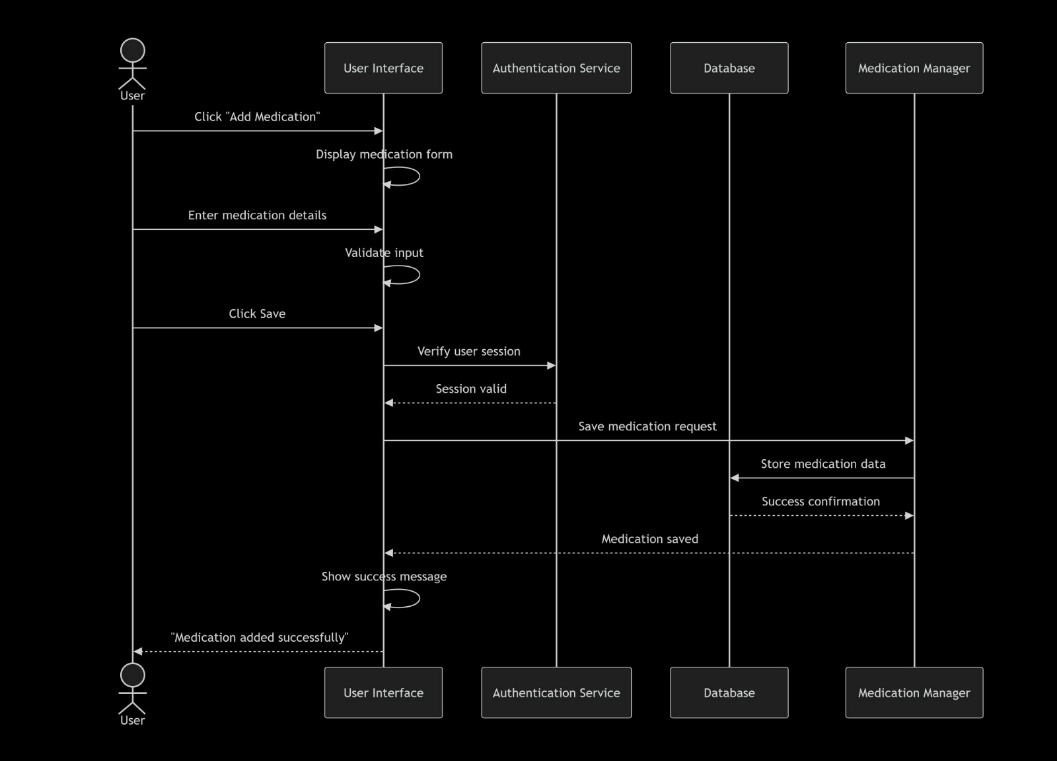 User Interface
Authentication Service
Database
Medication Manager
User
Click "Add Medication"
Display medication form
Enter medication details
Validate input
Click Save
Verify user session
Session valid
Save medication request
Store medication data
Success confirmation
Medication saved
Show success message
"Medication added successfully"
User Interface
Authentication Service
Database
Medication Manager
User